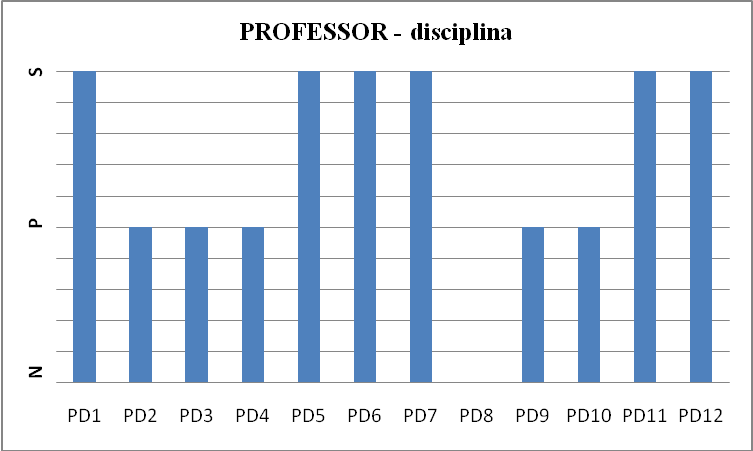 PROFESSOR - disciplina
S
P
N
PD1 PD2 PD3 PD4 PD5 PD6 PD7 PD8 PD9 PD10 PD11 PD12